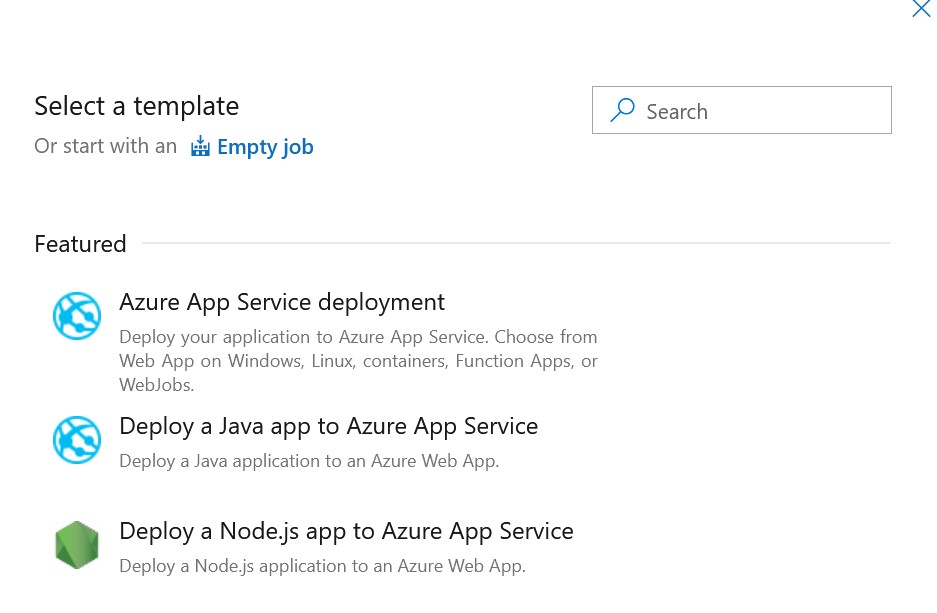 Select a template
Search
Or start with an Empty job
Featured
Azure App Service deployment
Deploy your application to Azure App Service. Choose from
Web App on Windows, Linux, containers, Function Apps, or
WebJobs.
Deploy a Java app to Azure App Service
Deploy a Java application to an Azure Web App.
Deploy a Node.js app to Azure App Service
Deploy a Node.js application to an Azure Web App.